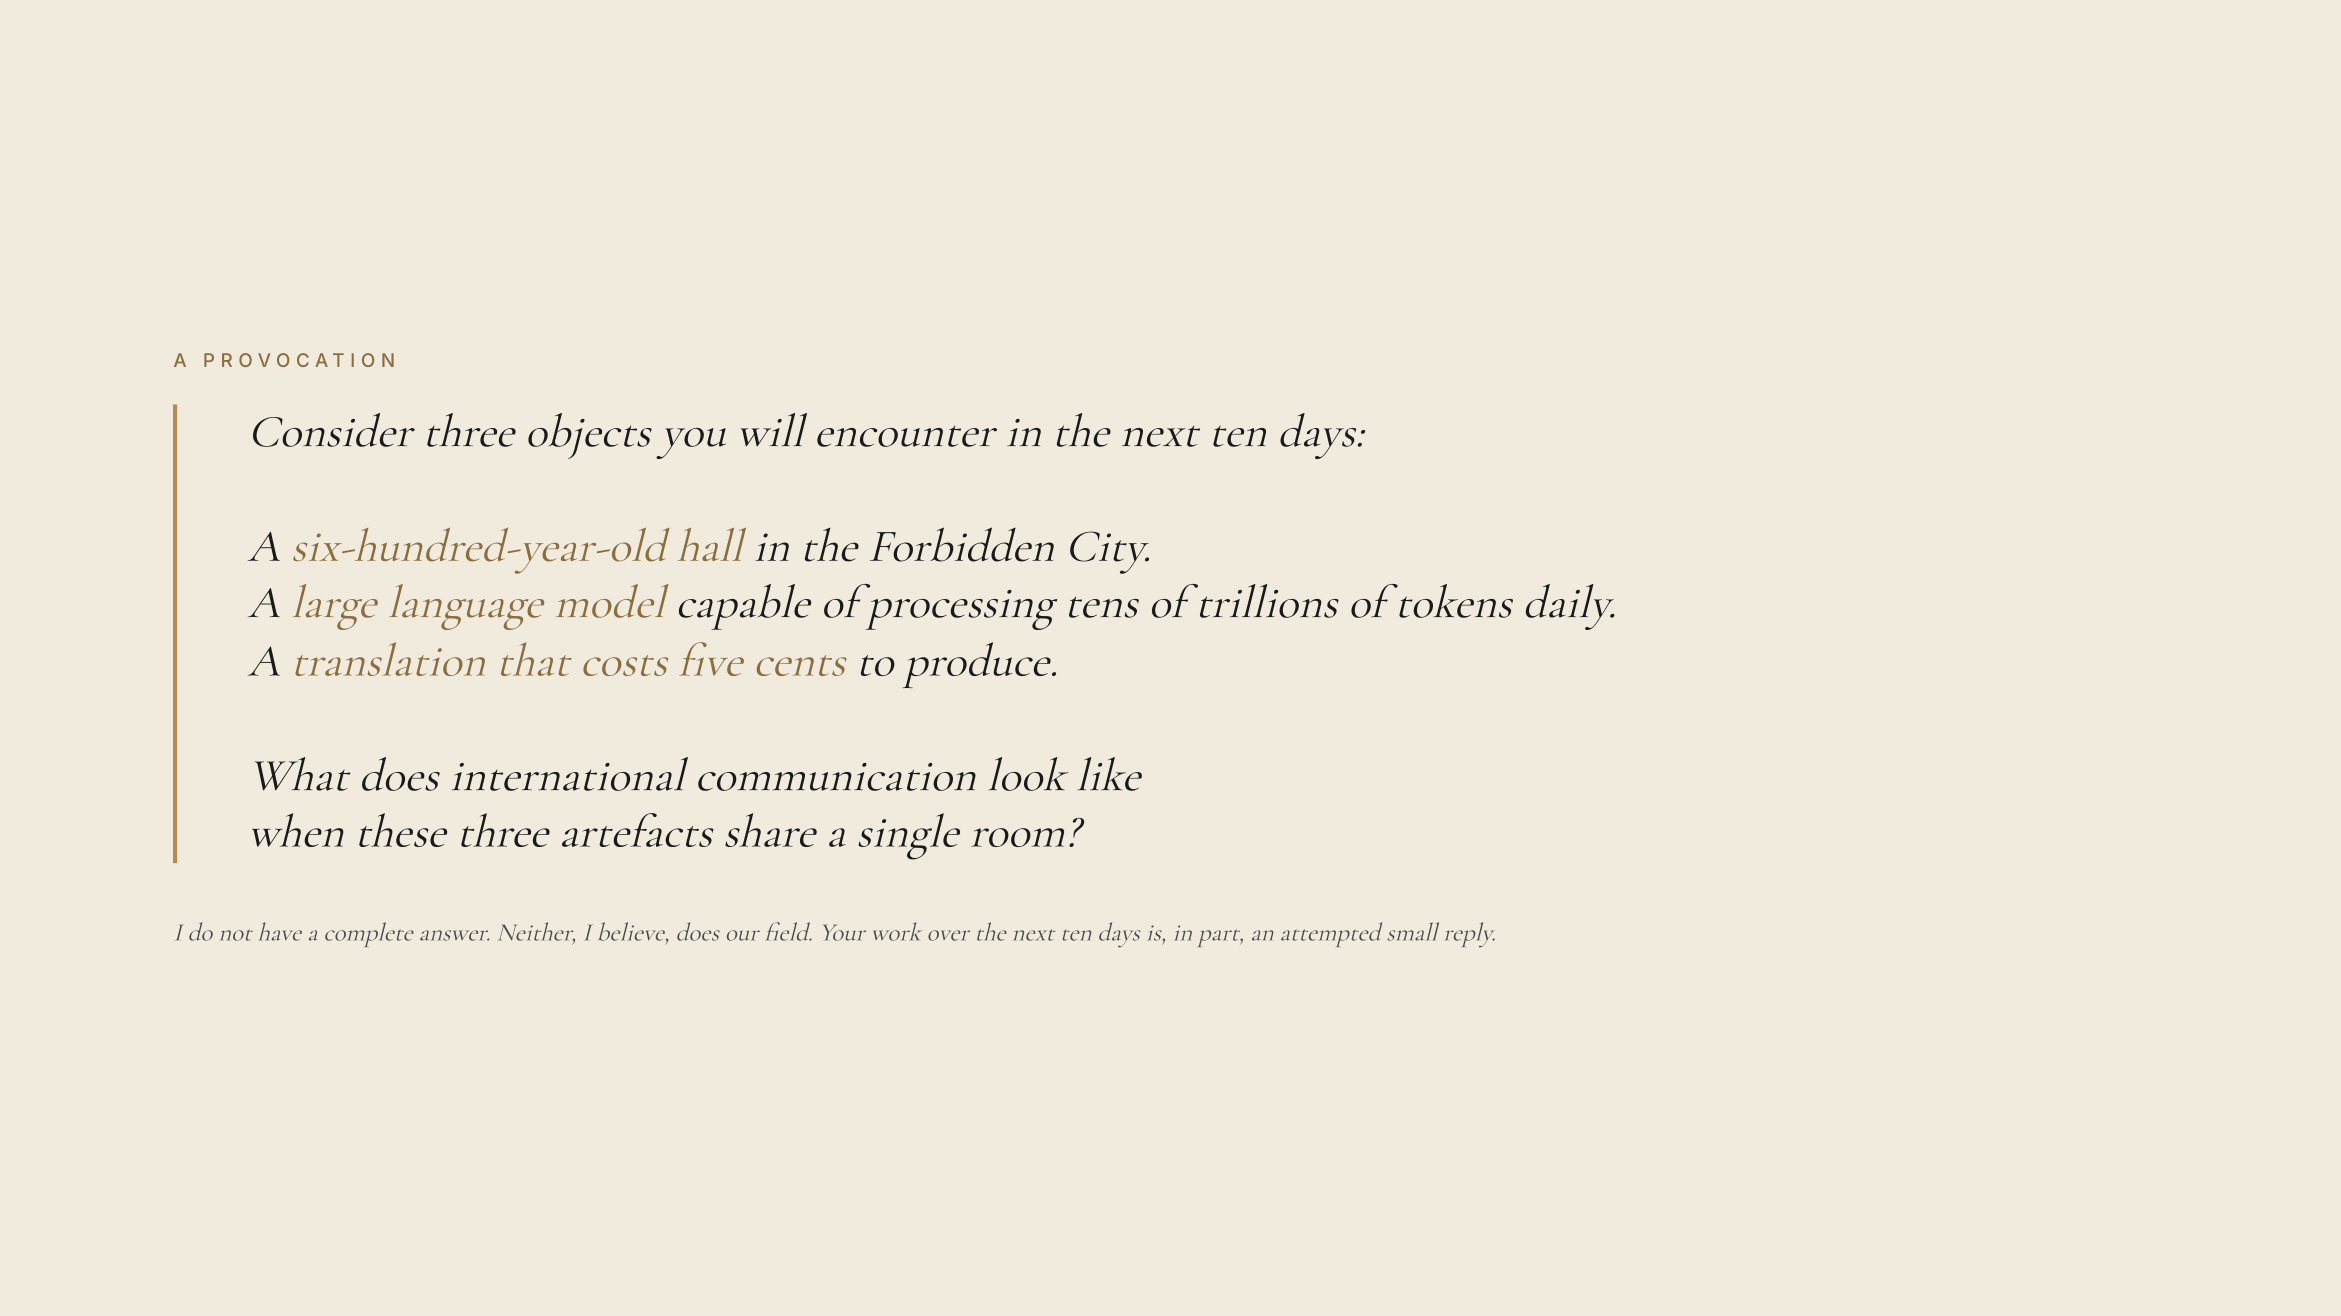 A PROVOCATION
Consider three objects you will encounter in the next ten days:
A six-hundred-year-old hall in the Forbidden City.
A large language model capable of processing tens of trillions of tokens daily.
A translation that costs five cents to produce.
What does international communication look like
when these three artefacts share a single room?
I do not have a complete answer. Neither, I believe, does our field. Your work over the next ten days is, in part, an attempted small reply.